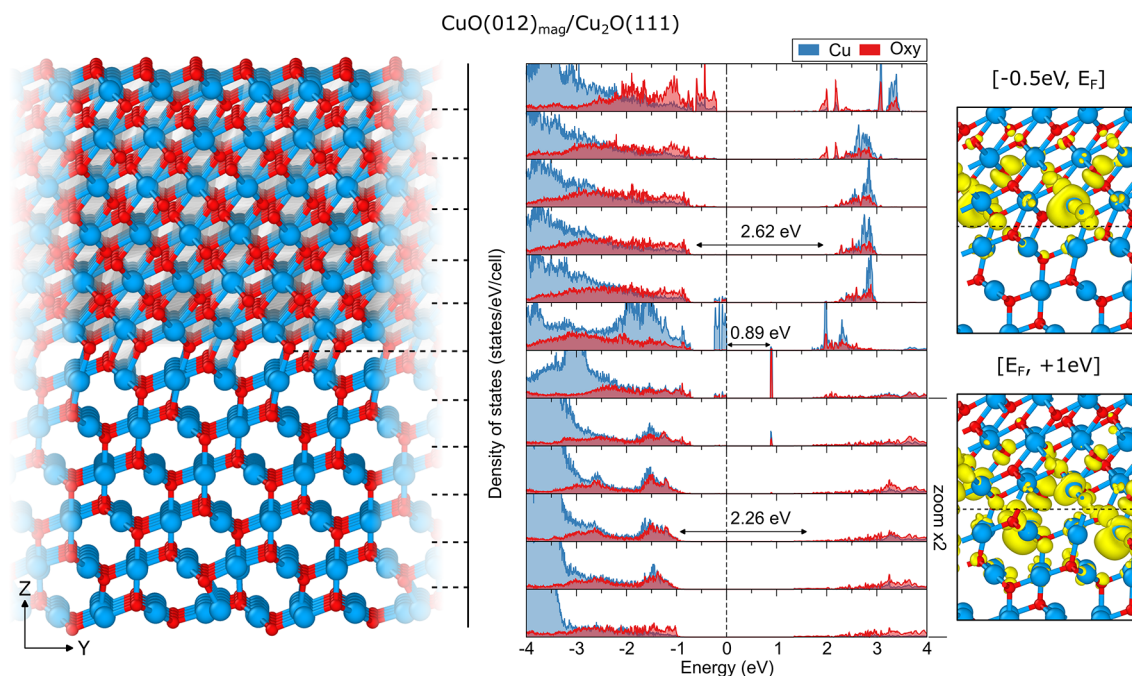 CuO(012)mag/Cu2O(111)
Cu Oxy
[-0.5eV, EF]
2.62 eV
0.89 eV
[EF, +1eV]
2.26 eV
Density of states (states/eV/cell)
zoom x2
Z
Y
-4 -3 -2 -1 0 1 2 3 4
Energy (eV)